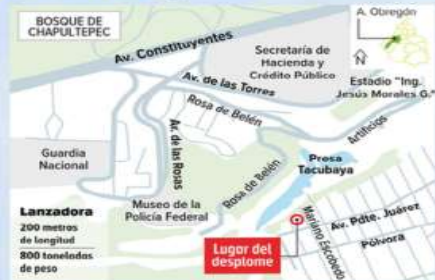 BOSQUE DE
CHAPULTEPEC
A. Obregón
Av. Constituyentes
Secretaría de
Hacienda y
Crédito Público
N
Estadio "Ing.
Jesús Morales G."
Av. de las Torres
Rosa de Belén
Artificios
Av. de las Rosas
Guardia
Nacional
Presa
Tacubaya
Rosa de Belén
Museo de la
Policía Federal
Lanzadora
200 metros
de longitud
800 toneladas
de peso
Mariano Escobedo
Av. Pdte. Juárez
Pólvora
Lugar del
desplome